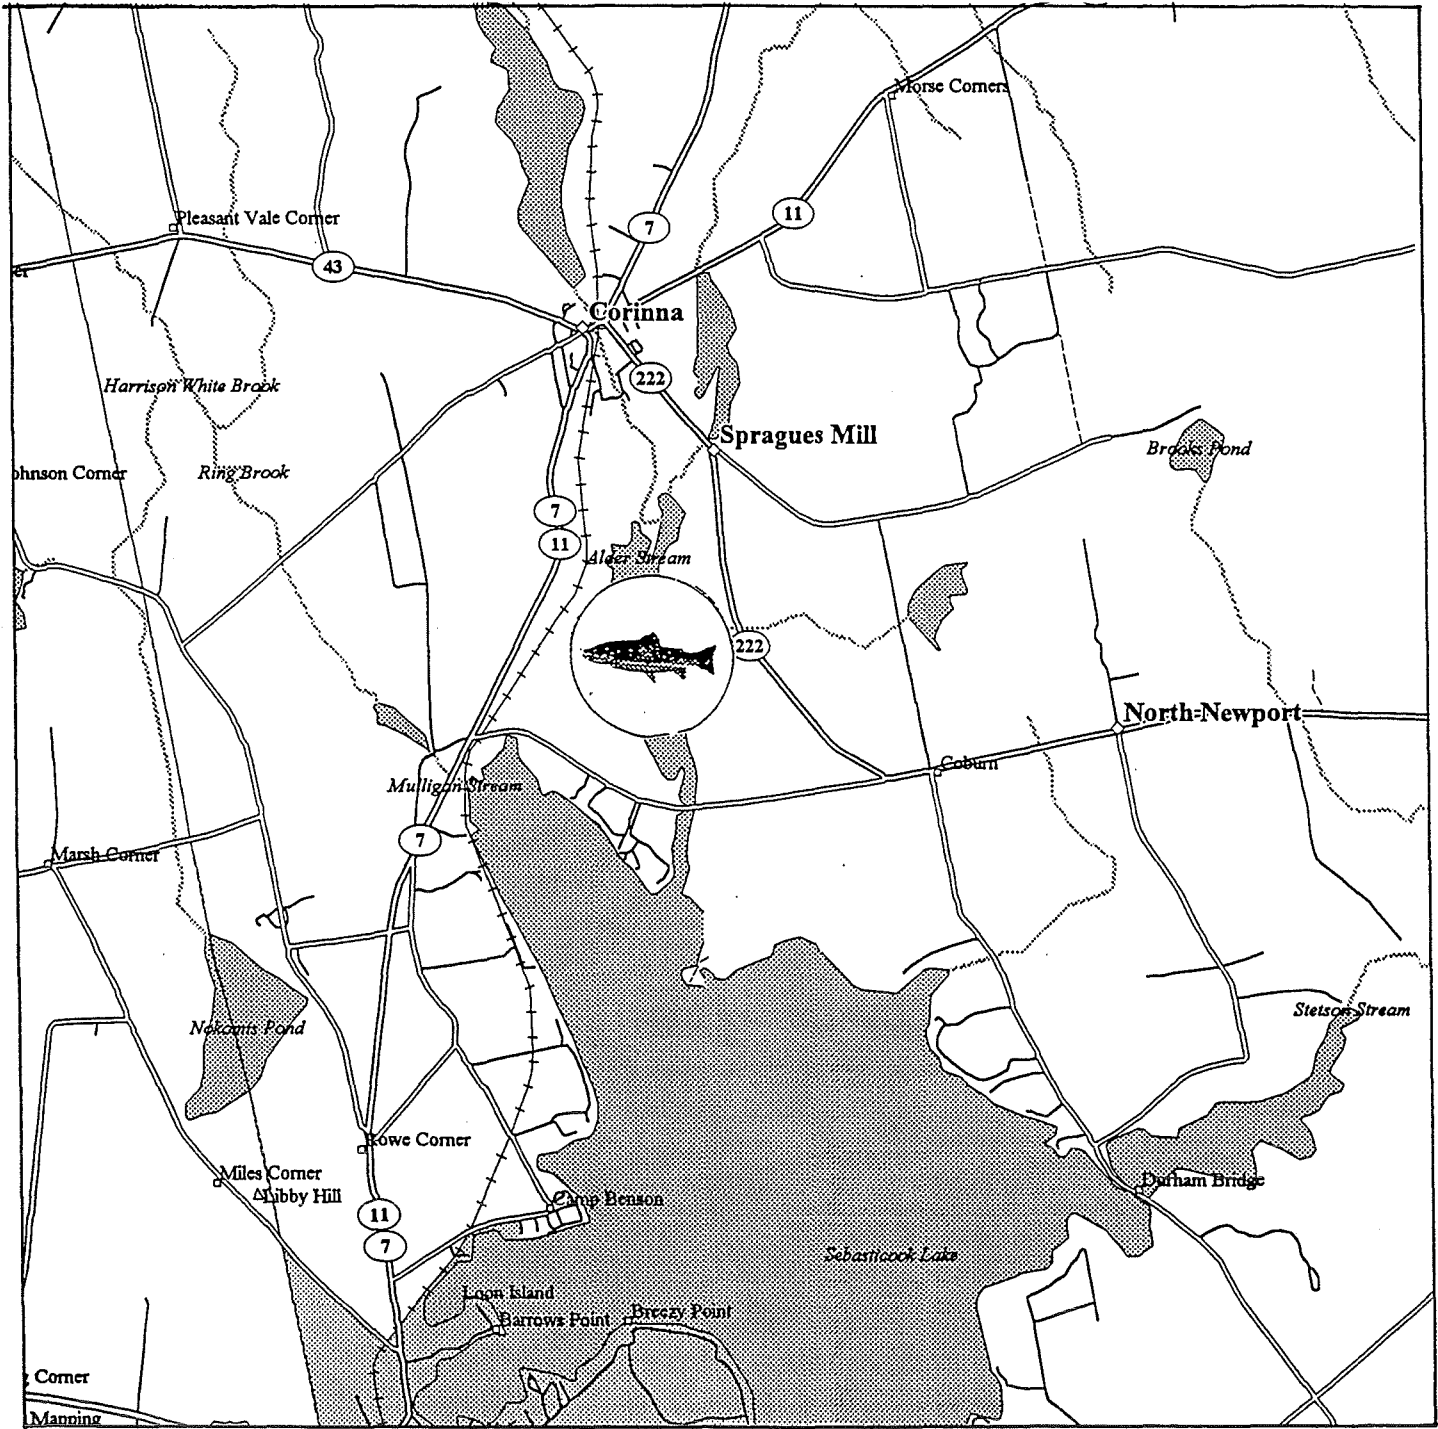 Morse Corners
Pleasant Vale Corner
7
11
43
er
Corinna
Harrison White Brook
222
Spragues Mill
Brooks Pond
ohnson Corner
Ring Brook
7
11
Alder Stream
222
North Newport
Coburn
Mulligan Stream
7
Marsh Corner
Nokomis Pond
Stetson Stream
Rowe Corner
Miles Corner
Libby Hill
Durham Bridge
Camp Benson
11
7
Sebasticook Lake
Loon Island
Barrows Point
Breezy Point
Corner
Mapping